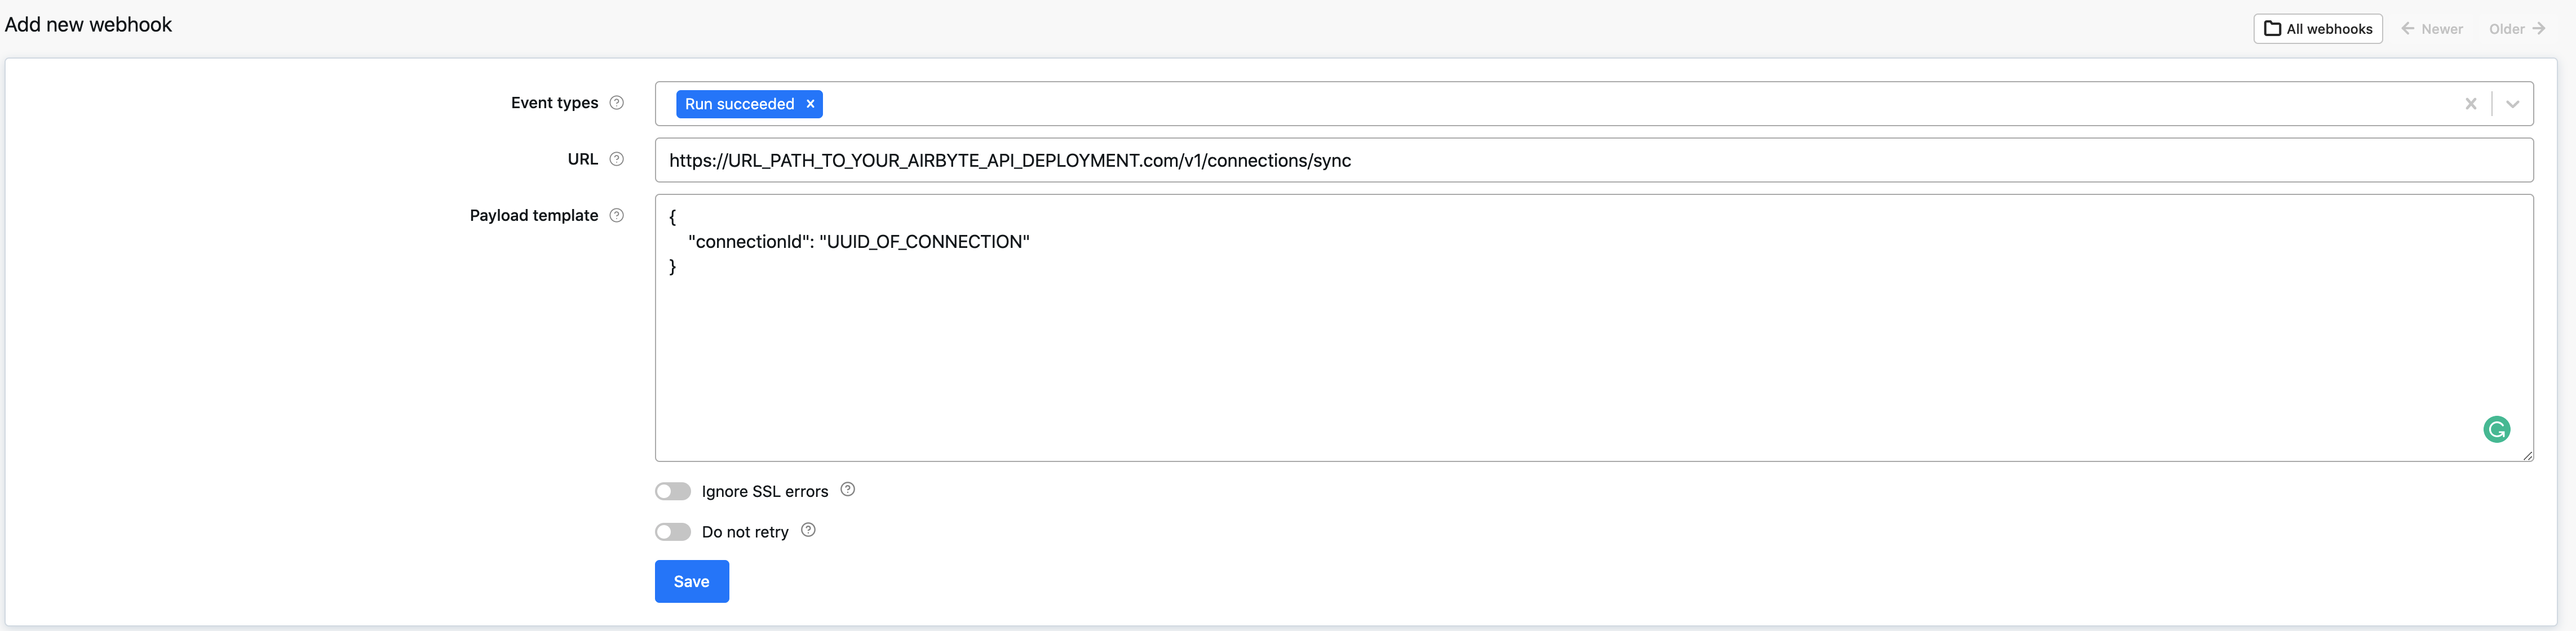 Add new webhook
All webhooks
Newer
Older
Event types
Run succeeded
URL
https://URL_PATH_TO_YOUR_AIRBYTE_API_DEPLOYMENT.com/v1/connections/sync
Payload template
{
"connectionId": "UUID_OF_CONNECTION"
}
Ignore SSL errors
Do not retry
Save